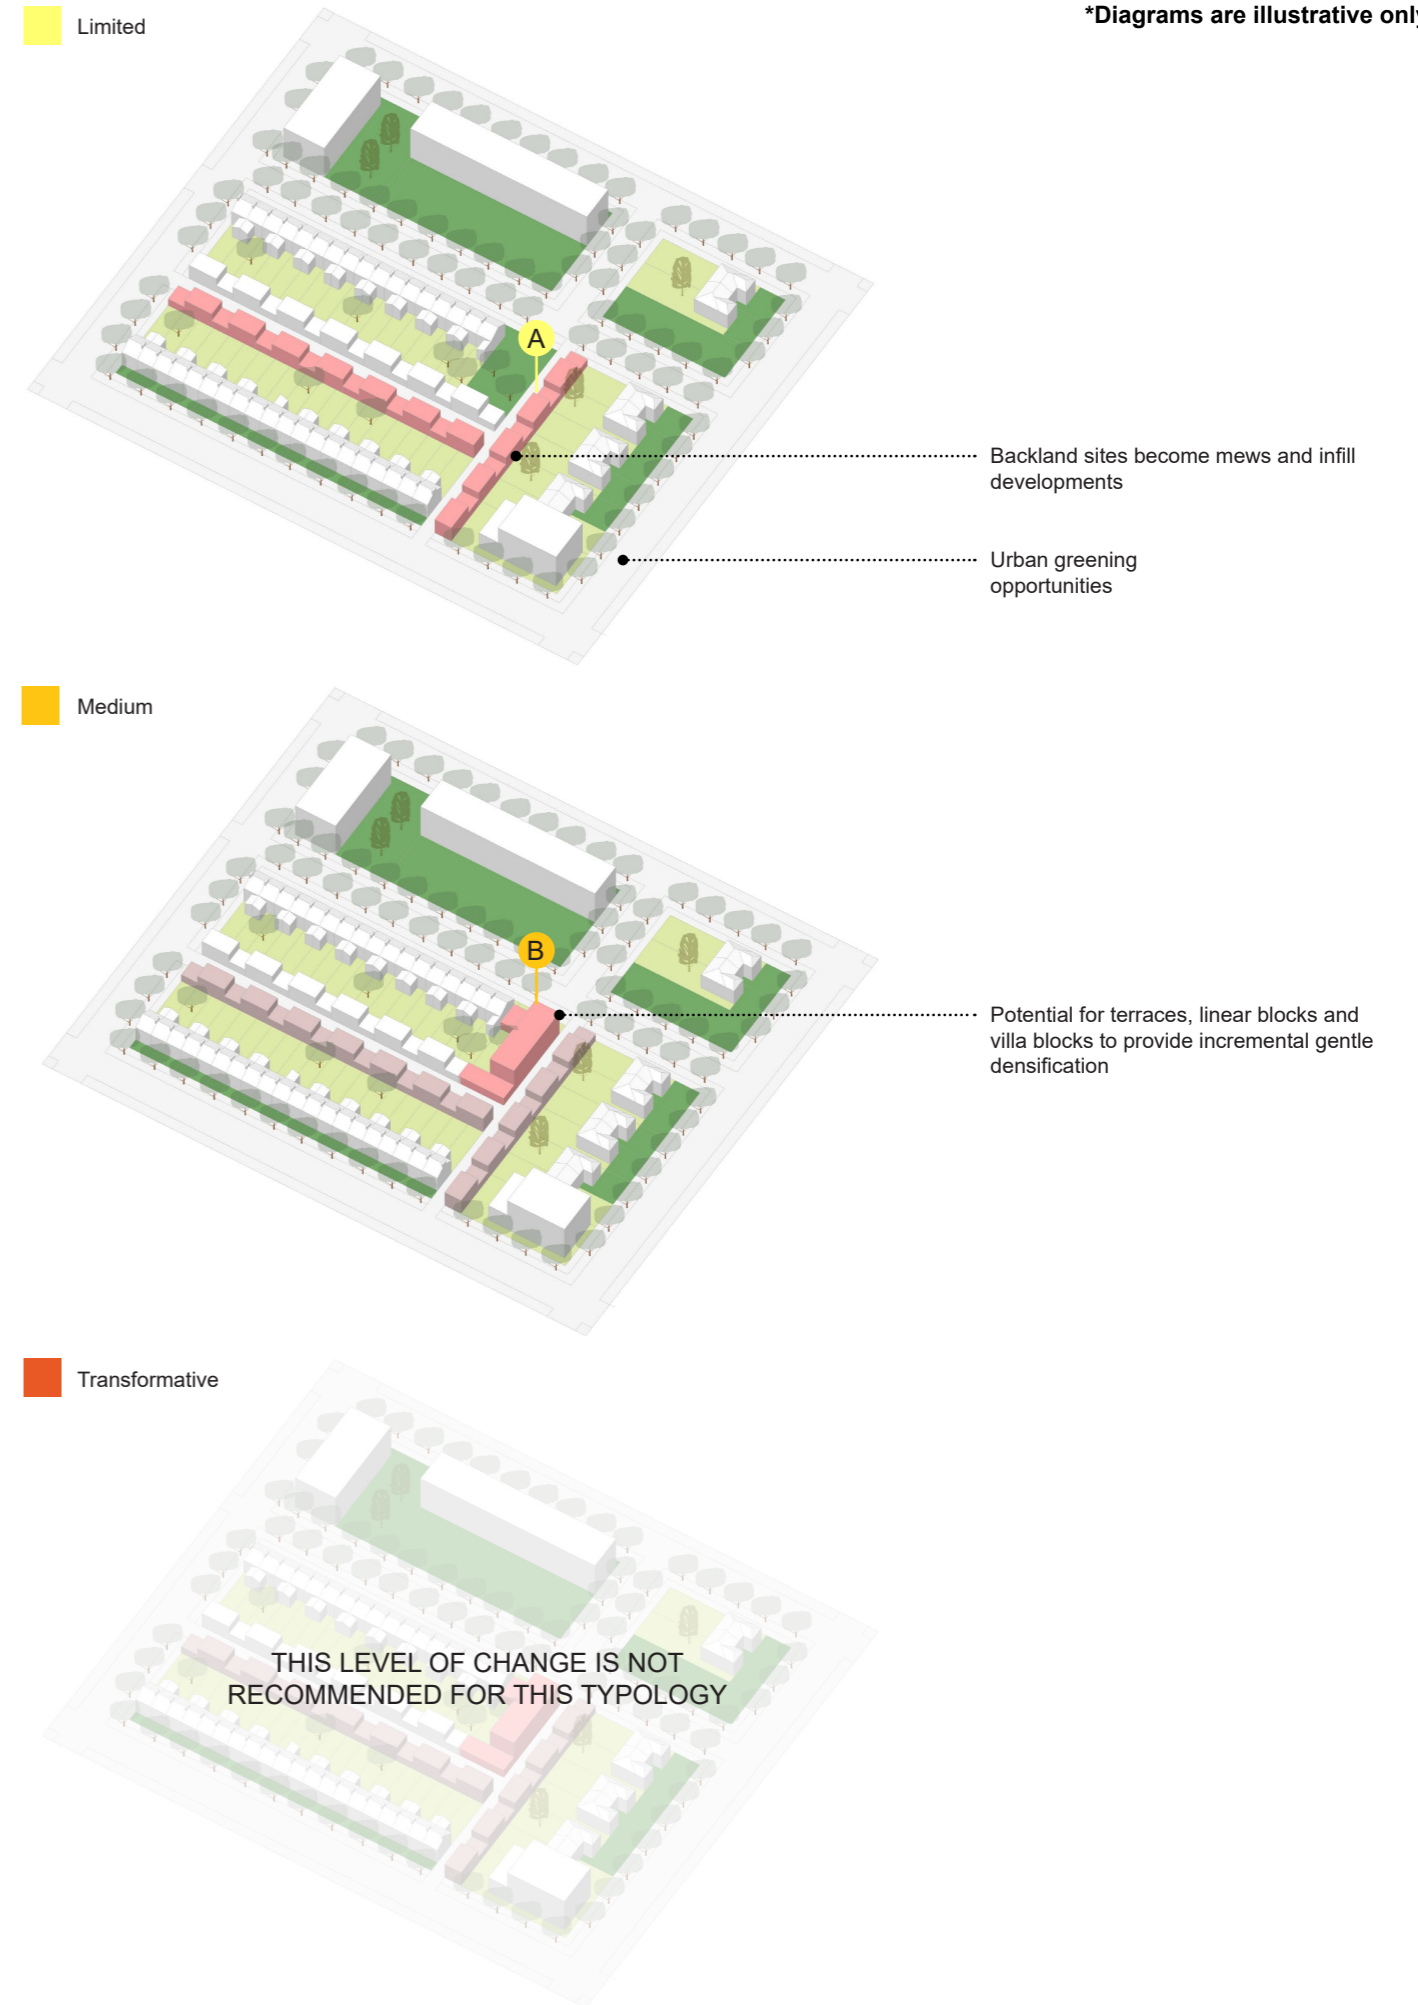 Limited
*Diagrams are illustrative only
A
Backland sites become mews and infill
developments
Urban greening
opportunities
Medium
B
Potential for terraces, linear blocks and
villa blocks to provide incremental gentle
densification
Transformative
THIS LEVEL OF CHANGE IS NOT
RECOMMENDED FOR THIS TYPOLOGY